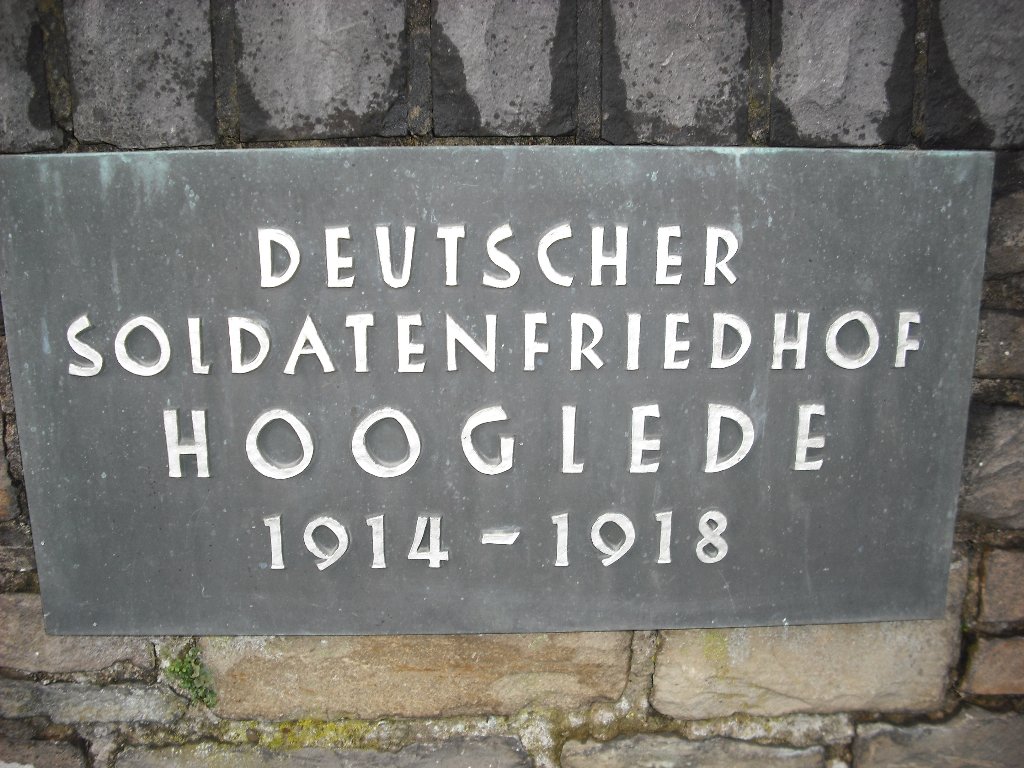 DEUTSCHER
SOLDATENFRIEDHOF
HOOGLEDE
1914 - 1918